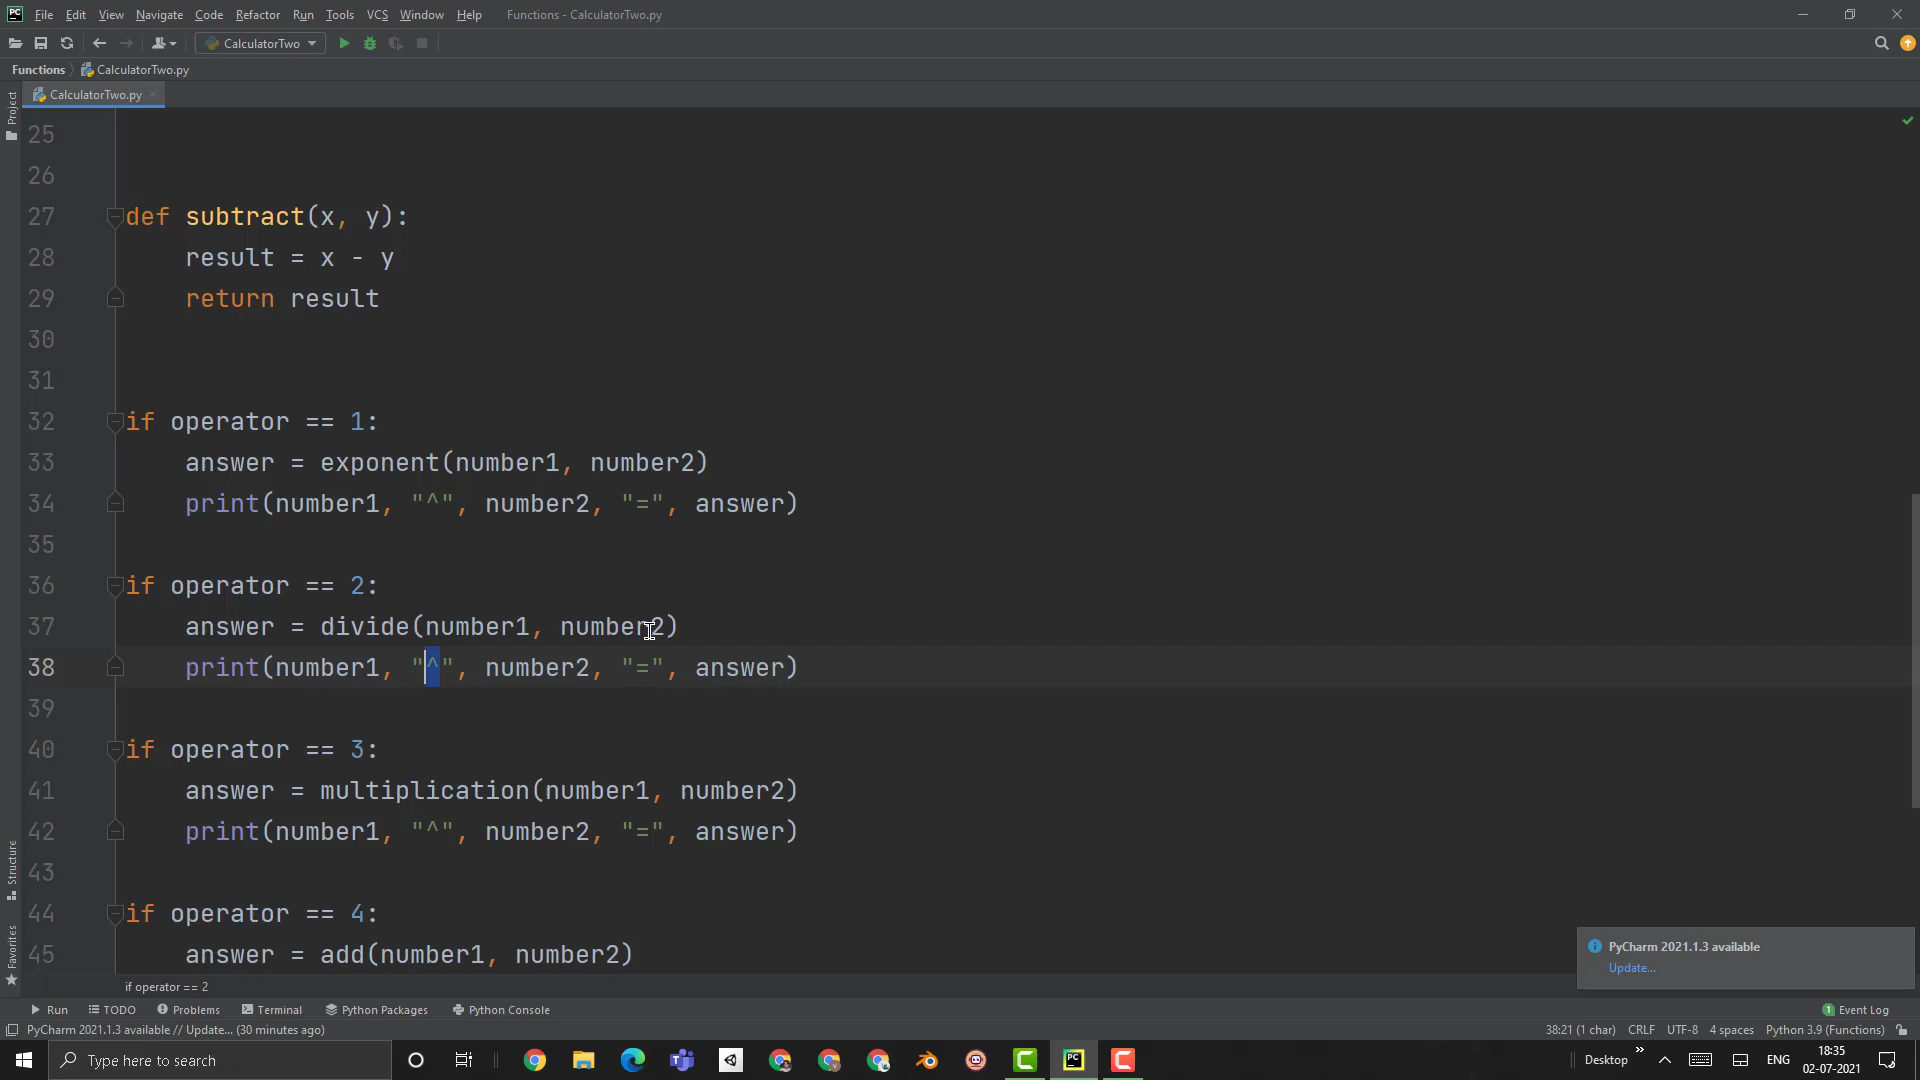 PC File Edit View Navigate Code Refactor Run Tools VCS Window Help Functions - CalculatorTwo.py
CalculatorTwo
Functions CalculatorTwo.py
CalculatorTwo.py
Project
25
26
27 def subtract(x, y):
28 result = x - y
29 return result
30
31
32 if operator == 1:
33 answer = exponent(number1, number2)
34 print(number1, "^", number2, "=", answer)
35
36 if operator == 2:
37 answer = divide(number1, number2)
38 print(number1, "^", number2, "=", answer)
39
40 if operator == 3:
41 answer = multiplication(number1, number2)
42 print(number1, "^", number2, "=", answer)
43
44 if operator == 4:
45 answer = add(number1, number2)
Structure
Favorites
PyCharm 2021.1.3 available
Update...
if operator == 2
Run TODO Problems Terminal Python Packages Python Console 1 Event Log
PyCharm 2021.1.3 available // Update... (30 minutes ago) 38:21 (1 char) CRLF UTF-8 4 spaces Python 3.9 (Functions)
Type here to search PC Desktop » ENG 18:35
02-07-2021